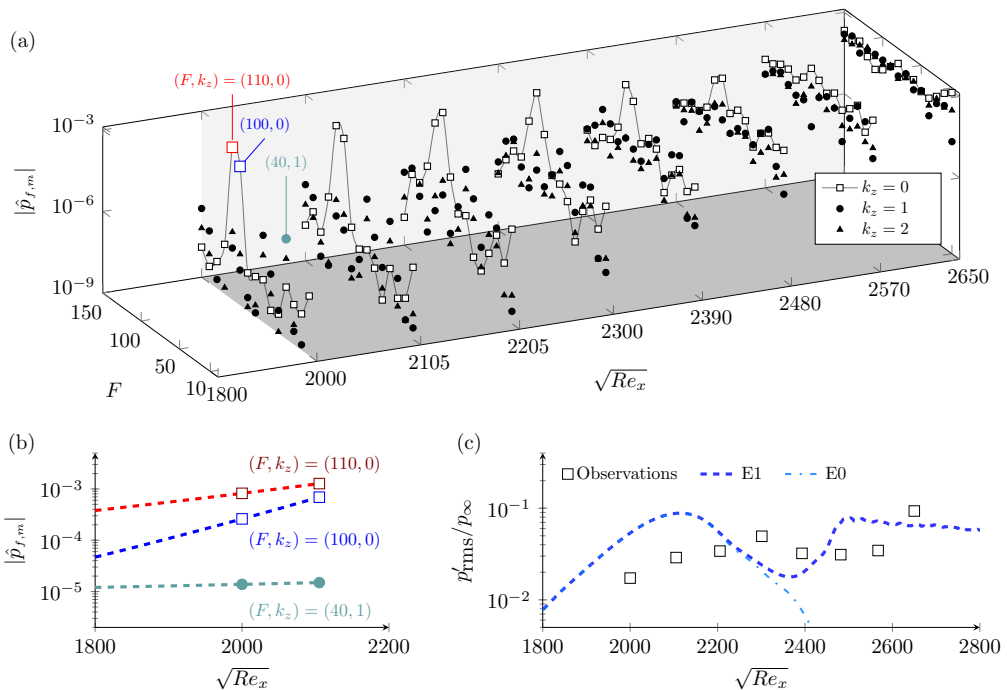 (a)
(F, k_z) = (110, 0)
(100, 0)
(40, 1)
10^{-3}
10^{-6}
10^{-9}
|p̂_{f,m}|
150
100
50
10
F
1800
2000
2105
2205
2300
2390
2480
2570
2650
√Re_x
k_z = 0
k_z = 1
k_z = 2
(b)
(F, k_z) = (110, 0)
(F, k_z) = (100, 0)
(F, k_z) = (40, 1)
10^{-3}
10^{-4}
10^{-5}
|p̂_{f,m}|
1800 2000 2200
√Re_x
(c)
Observations E1 E0
10^{-1}
10^{-2}
p′_{rms}/p_∞
1800 2000 2200 2400 2600 2800
√Re_x